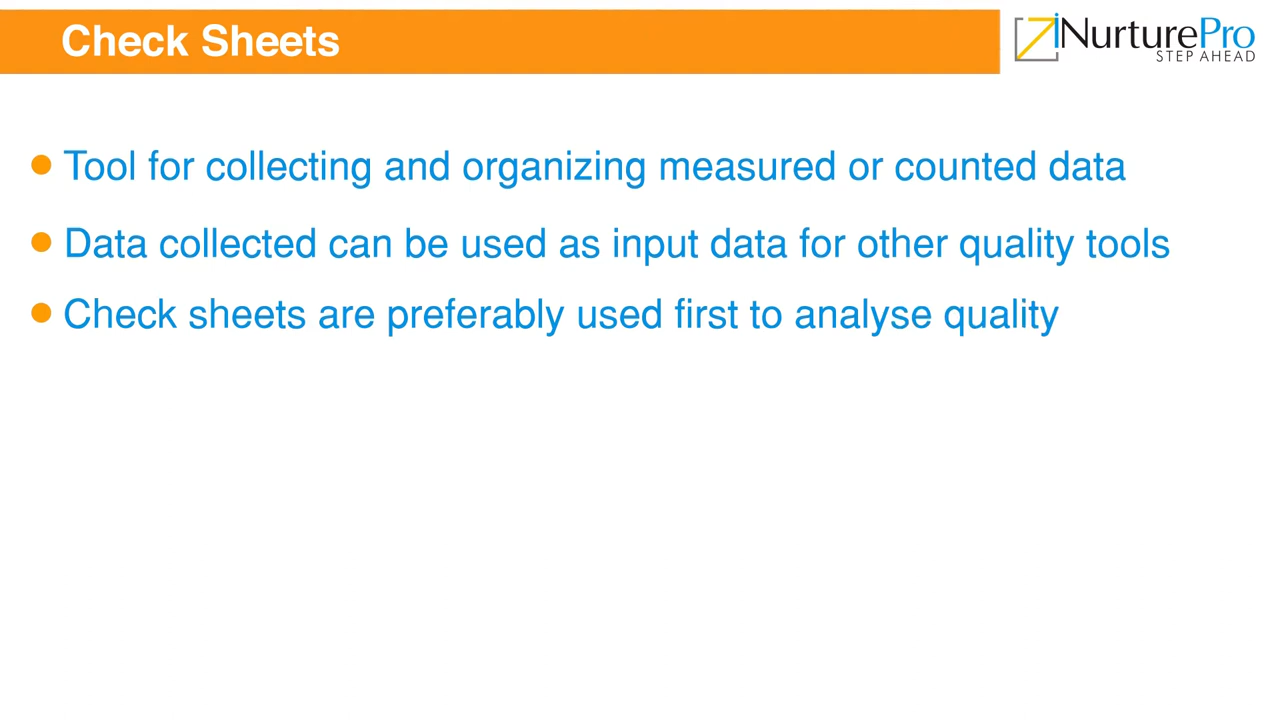 Check Sheets
iNurturePro
STEP AHEAD
Tool for collecting and organizing measured or counted data
Data collected can be used as input data for other quality tools
Check sheets are preferably used first to analyse quality